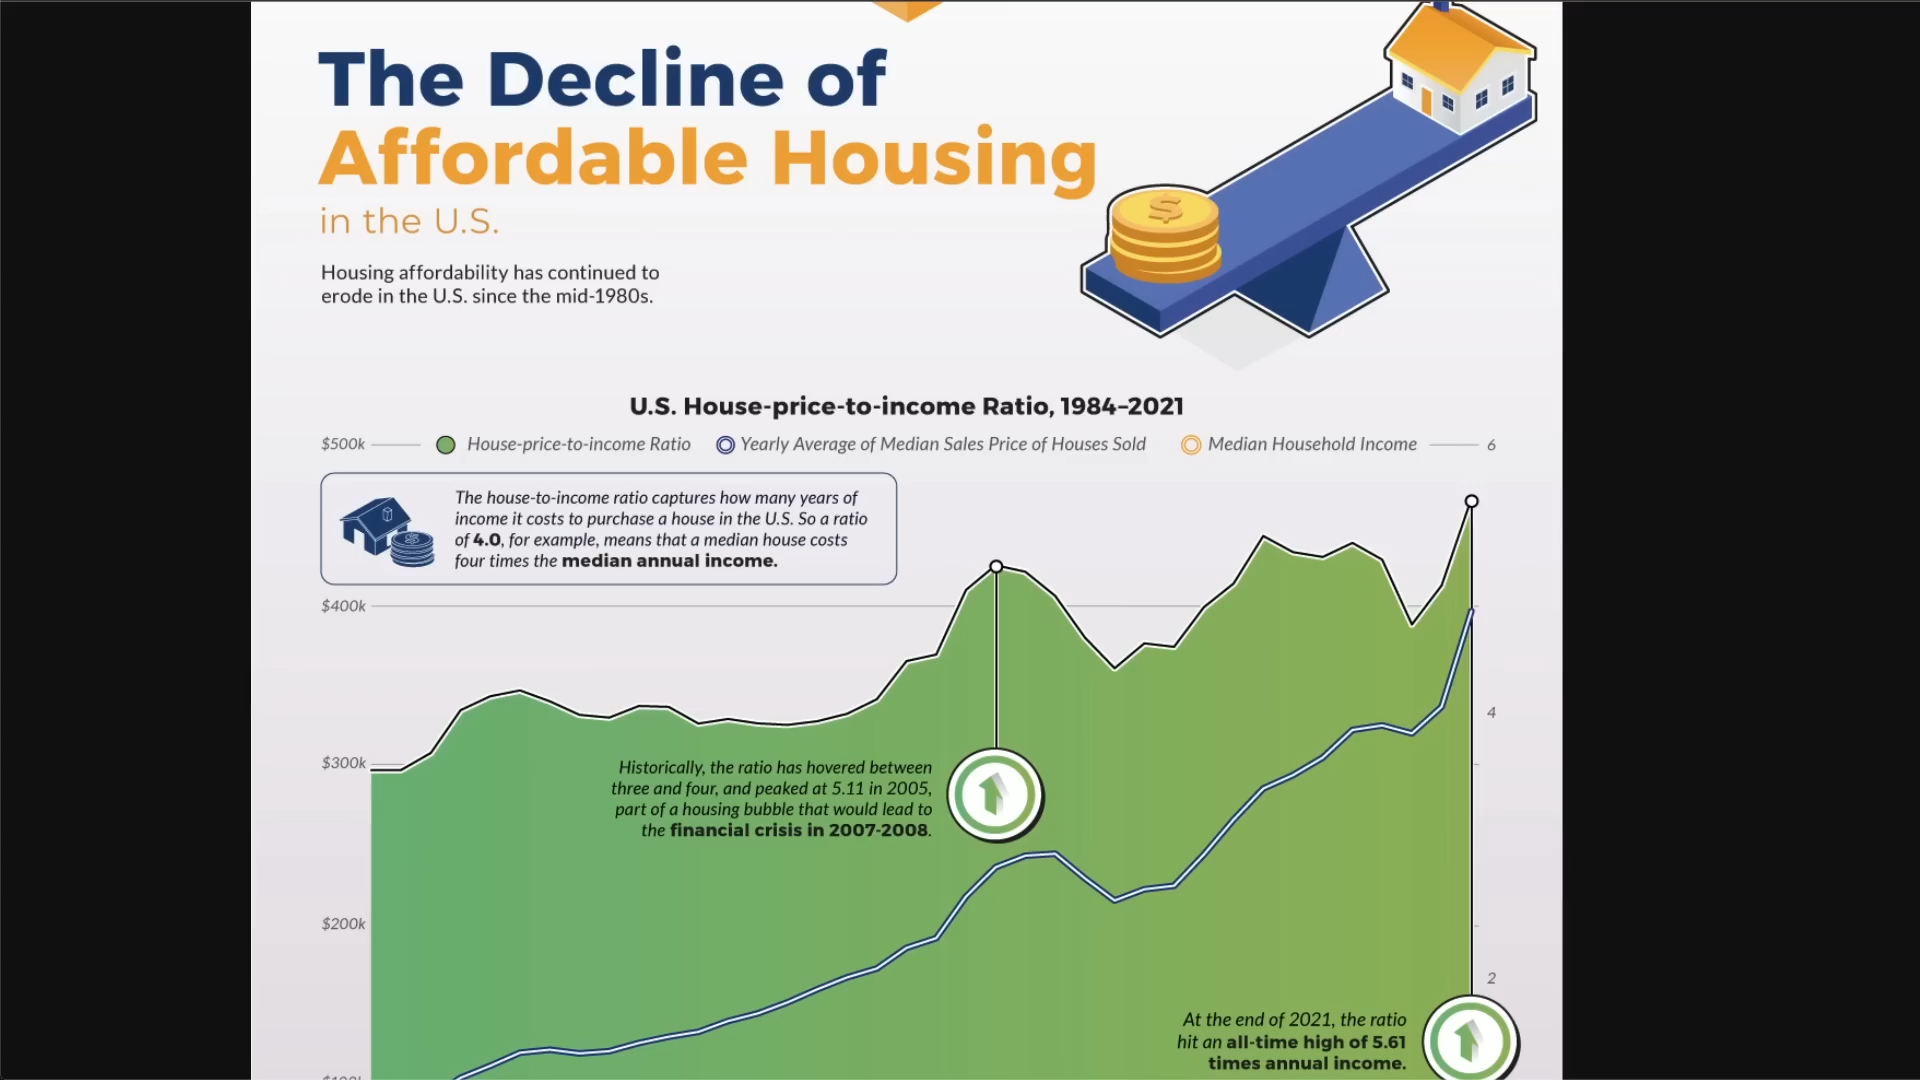 The Decline of
Affordable Housing
in the U.S.
Housing affordability has continued to
erode in the U.S. since the mid-1980s.
U.S. House-price-to-income Ratio, 1984–2021
$500k
House-price-to-income Ratio
Yearly Average of Median Sales Price of Houses Sold
Median Household Income
6
The house-to-income ratio captures how many years of
income it costs to purchase a house in the U.S. So a ratio
of 4.0, for example, means that a median house costs
four times the median annual income.
$400k
4
$300k
Historically, the ratio has hovered between
three and four, and peaked at 5.11 in 2005,
part of a housing bubble that would lead to
the financial crisis in 2007-2008.
$200k
2
At the end of 2021, the ratio
hit an all-time high of 5.61
times annual income.